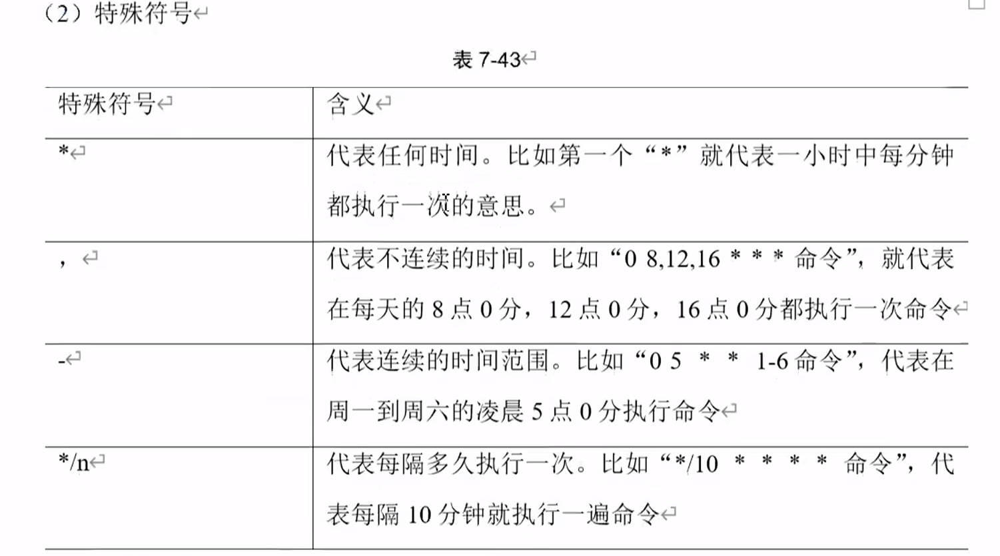 （2）特殊符号
表 7-43
特殊符号
含义
*
代表任何时间。比如第一个“*”就代表一小时中每分钟
都执行一次的意思。
，
代表不连续的时间。比如“0 8,12,16 * * * 命令”，就代表
在每天的 8 点 0 分，12 点 0 分，16 点 0 分都执行一次命令
-
代表连续的时间范围。比如“0 5 * * 1-6 命令”，代表在
周一到周六的凌晨 5 点 0 分执行命令
*/n
代表每隔多久执行一次。比如“*/10 * * * * 命令”，代
表每隔 10 分钟就执行一遍命令